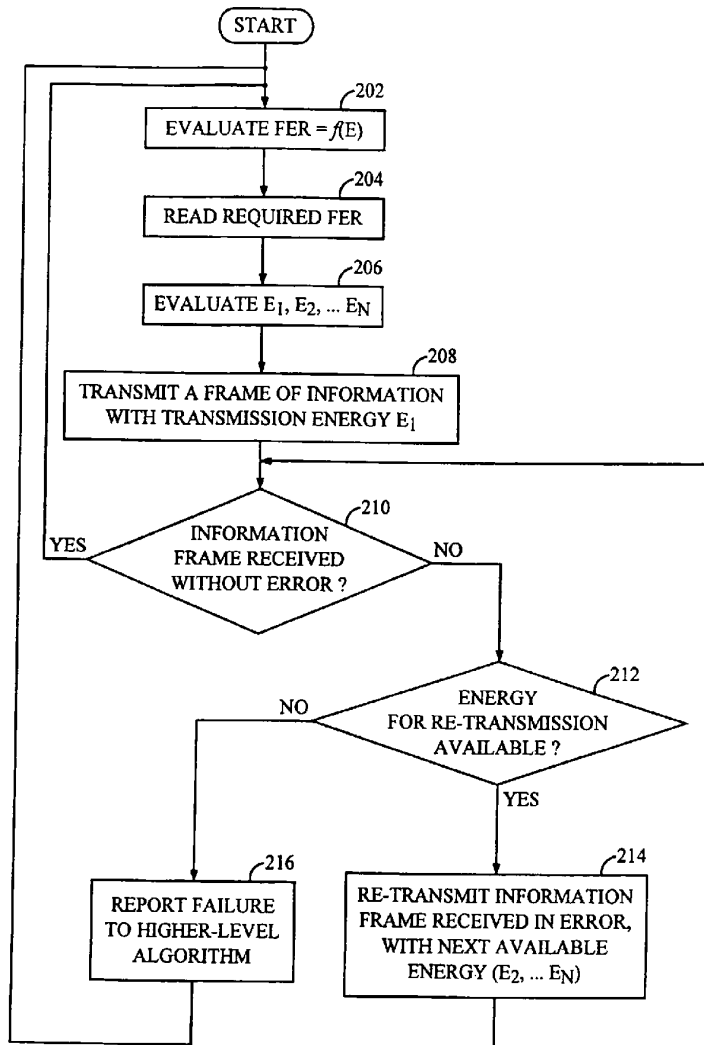 START
202
EVALUATE FER = f(E)
204
READ REQUIRED FER
206
EVALUATE E1, E2, ... EN
208
TRANSMIT A FRAME OF INFORMATION
WITH TRANSMISSION ENERGY E1
210
INFORMATION
FRAME RECEIVED
WITHOUT ERROR ?
YES
NO
212
ENERGY
FOR RE-TRANSMISSION
AVAILABLE ?
NO
YES
216
REPORT FAILURE
TO HIGHER-LEVEL
ALGORITHM
214
RE-TRANSMIT INFORMATION
FRAME RECEIVED IN ERROR,
WITH NEXT AVAILABLE
ENERGY (E2, ... EN)